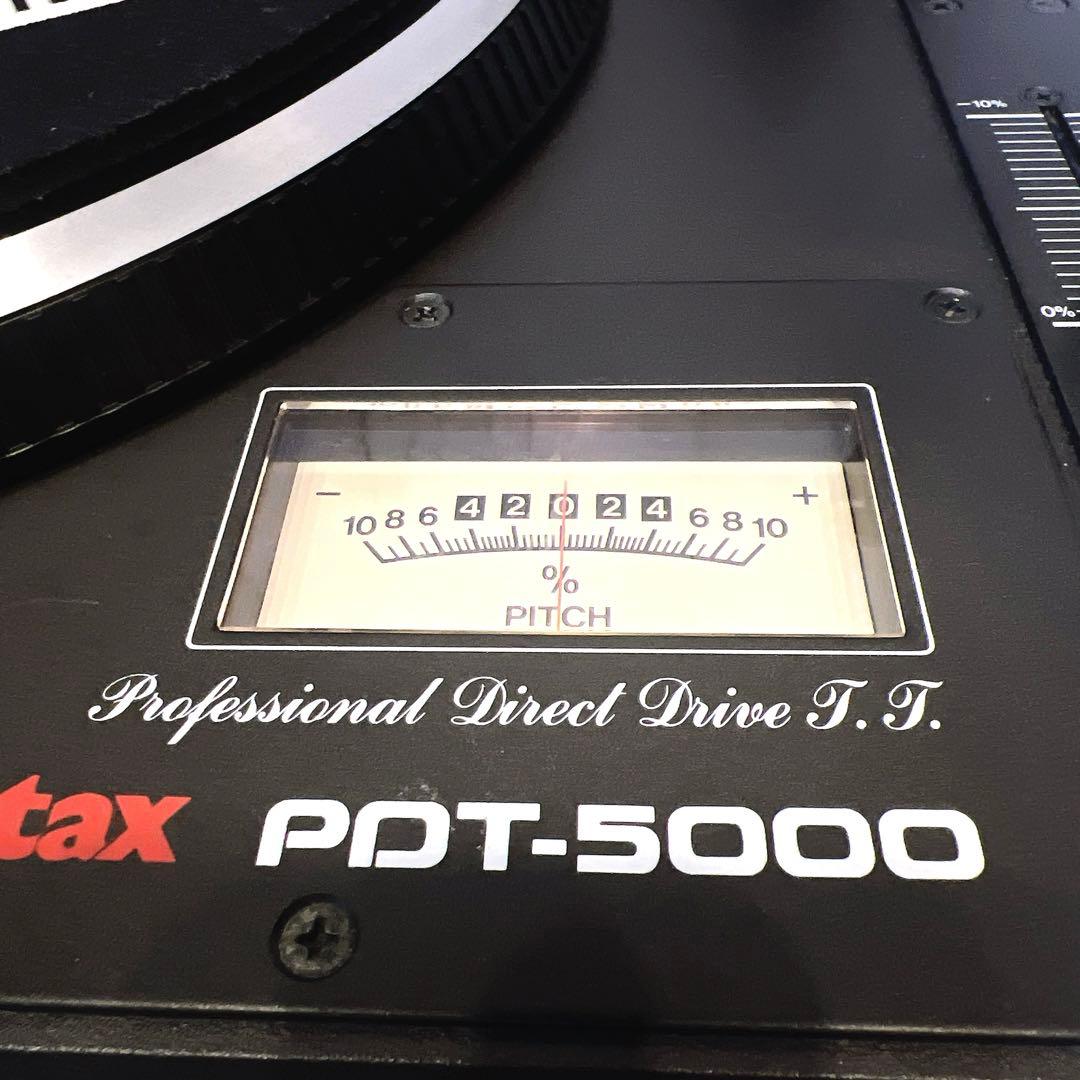 −10%
0%
− +
10 8 6 4 2 0 2 4 6 8 10
%
PITCH
Professional Direct Drive T. T.
tax PDT-5000